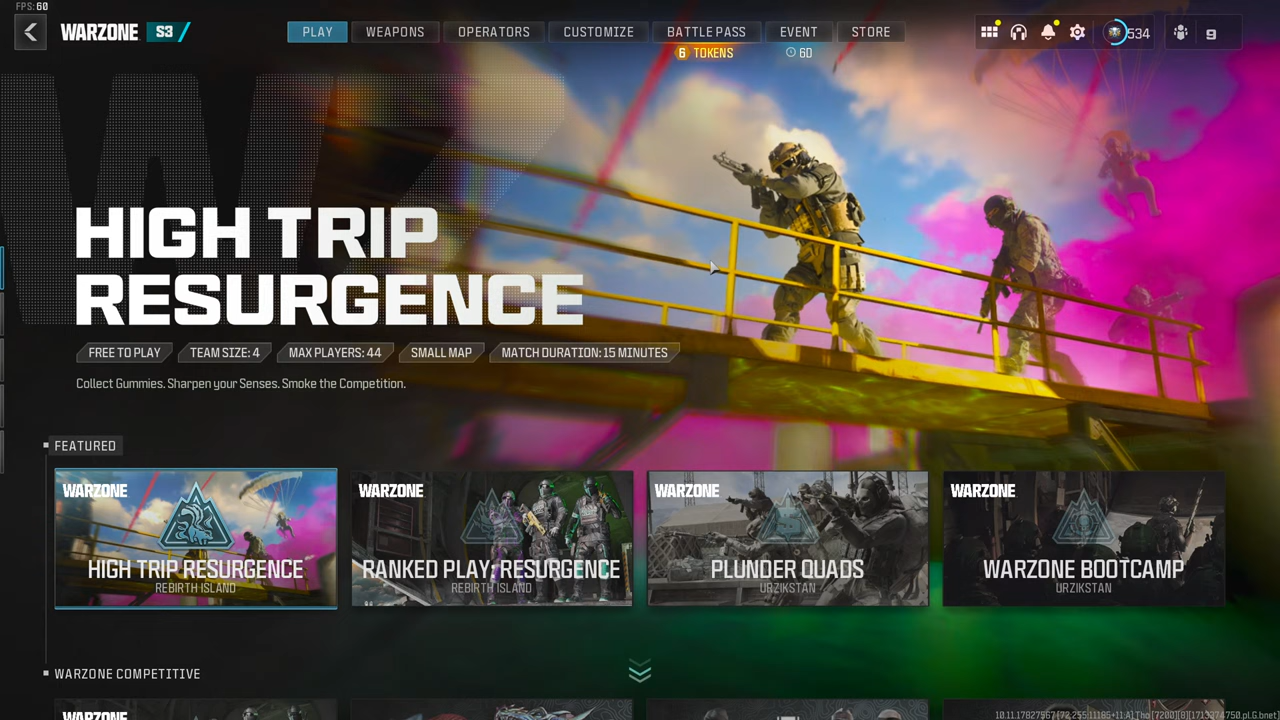 FPS: 60
WARZONE S3 PLAY WEAPONS OPERATORS CUSTOMIZE BATTLE PASS EVENT STORE 534 9
6 TOKENS 6D
HIGH TRIP
RESURGENCE
FREE TO PLAY TEAM SIZE: 4 MAX PLAYERS: 44 SMALL MAP MATCH DURATION: 15 MINUTES
Collect Gummies. Sharpen your Senses. Smoke the Competition.
FEATURED
WARZONE
HIGH TRIP RESURGENCE
REBIRTH ISLAND
WARZONE
RANKED PLAY: RESURGENCE
REBIRTH ISLAND
WARZONE
PLUNDER QUADS
URZIKSTAN
WARZONE
WARZONE BOOTCAMP
URZIKSTAN
WARZONE COMPETITIVE
WARZONE